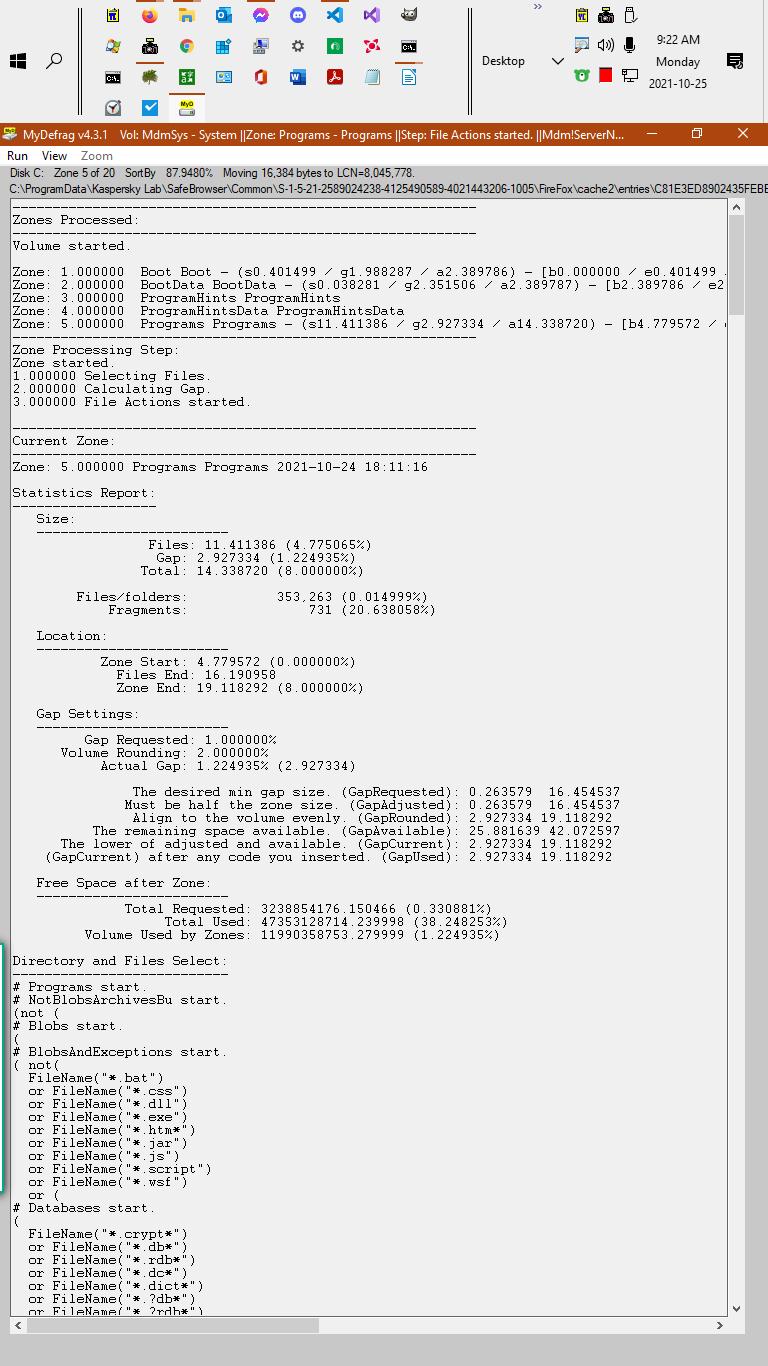 »
Desktop
9:22 AM
Monday
2021-10-25
MyDefrag v4.3.1 Vol: MdmSys - System ||Zone: Programs - Programs ||Step: File Actions started. ||Mdm!ServerN...
Run View Zoom
Disk C: Zone 5 of 20 SortBy 87.9480% Moving 16,384 bytes to LCN=8,045,778.
C:\ProgramData\Kaspersky Lab\SafeBrowser\Common\S-1-5-21-2589024238-4125490589-4021443206-1005\FireFox\cache2\entries\C81E3ED8902435FEBE
----------------------------------------------------------
Zones Processed:
----------------------------------------------------------
Volume started.
Zone: 1.000000 Boot Boot - (s0.401499 / g1.988287 / a2.389786) - [b0.000000 / e0.401499
Zone: 2.000000 BootData BootData - (s0.038281 / g2.351506 / a2.389787) - [b2.389786 / e2
Zone: 3.000000 ProgramHints ProgramHints
Zone: 4.000000 ProgramHintsData ProgramHintsData
Zone: 5.000000 Programs Programs - (s11.411386 / g2.927334 / a14.338720) - [b4.779572 /
----------------------------------------------------------
Zone Processing Step:
Zone started.
1.000000 Selecting Files.
2.000000 Calculating Gap.
3.000000 File Actions started.
----------------------------------------------------------
Current Zone:
----------------------------------------------------------
Zone: 5.000000 Programs Programs 2021-10-24 18:11:16
Statistics Report:
------------------
Size:
------------------------
Files: 11.411386 (4.775065%)
Gap: 2.927334 (1.224935%)
Total: 14.338720 (8.000000%)
Files/folders: 353,263 (0.014999%)
Fragments: 731 (20.638058%)
Location:
------------------------
Zone Start: 4.779572 (0.000000%)
Files End: 16.190958
Zone End: 19.118292 (8.000000%)
Gap Settings:
------------------------
Gap Requested: 1.000000%
Volume Rounding: 2.000000%
Actual Gap: 1.224935% (2.927334)
The desired min gap size. (GapRequested): 0.263579 16.454537
Must be half the zone size. (GapAdjusted): 0.263579 16.454537
Align to the volume evenly. (GapRounded): 2.927334 19.118292
The remaining space available. (GapAvailable): 25.881639 42.072597
The lower of adjusted and available. (GapCurrent): 2.927334 19.118292
(GapCurrent) after any code you inserted. (GapUsed): 2.927334 19.118292
Free Space after Zone:
------------------------
Total Requested: 3238854176.150466 (0.330881%)
Total Used: 47353128714.239998 (38.248253%)
Volume Used by Zones: 11990358753.279999 (1.224935%)
Directory and Files Select:
---------------------------
# Programs start.
# NotBlobsArchivesBu start.
(not (
# Blobs start.
(
# BlobsAndExceptions start.
( not(
FileName("*.bat")
or FileName("*.css")
or FileName("*.dll")
or FileName("*.exe")
or FileName("*.htm*")
or FileName("*.jar")
or FileName("*.js")
or FileName("*.script")
or FileName("*.wsf")
or (
# Databases start.
(
FileName("*.crypt*")
or FileName("*.db*")
or FileName("*.rdb*")
or FileName("*.dc*")
or FileName("*.dict*")
or FileName("*.?db*")
or FileName("*.?rdb*")